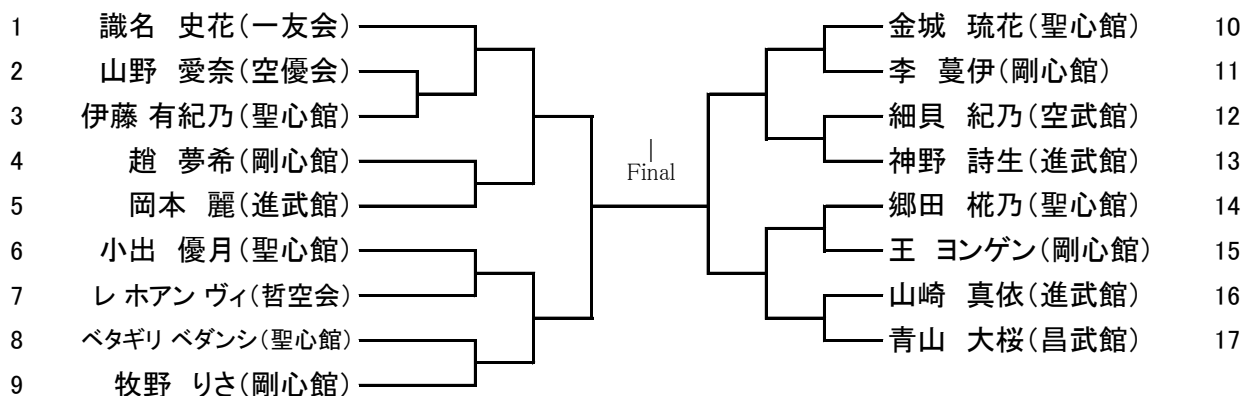 1 識名 史花(一友会)
2 山野 愛奈(空優会)
3 伊藤 有紀乃(聖心館)
4 趙 夢希(剛心館)
5 岡本 麗(進武館)
6 小出 優月(聖心館)
7 レ ホアン ヴィ(哲空会)
8 ベタギリ ベダンシ(聖心館)
9 牧野 りさ(剛心館)
Final
金城 琉花(聖心館) 10
李 蔓伊(剛心館) 11
細貝 紀乃(空武館) 12
神野 詩生(進武館) 13
郷田 椛乃(聖心館) 14
王 ヨンゲン(剛心館) 15
山崎 真依(進武館) 16
青山 大桜(昌武館) 17